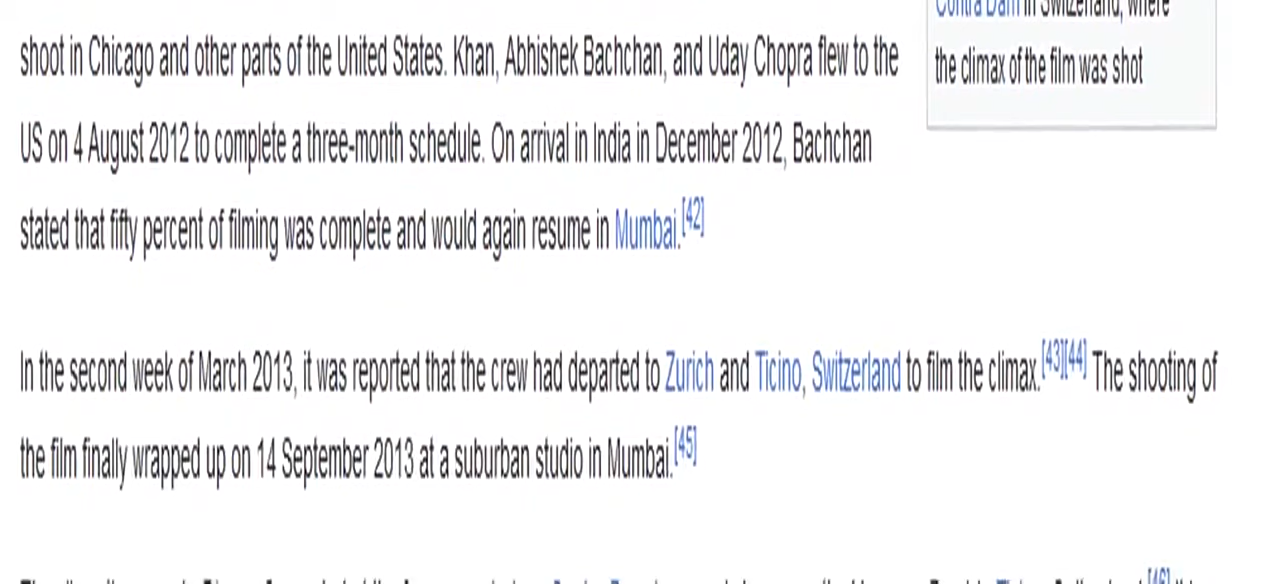 Contra Dam in Switzerland, where
the climax of the film was shot
shoot in Chicago and other parts of the United States. Khan, Abhishek Bachchan, and Uday Chopra flew to the
US on 4 August 2012 to complete a three-month schedule. On arrival in India in December 2012, Bachchan
stated that fifty percent of filming was complete and would again resume in Mumbai.[42]
In the second week of March 2013, it was reported that the crew had departed to Zurich and Ticino, Switzerland to film the climax.[43][44] The shooting of
the film finally wrapped up on 14 September 2013 at a suburban studio in Mumbai.[45]